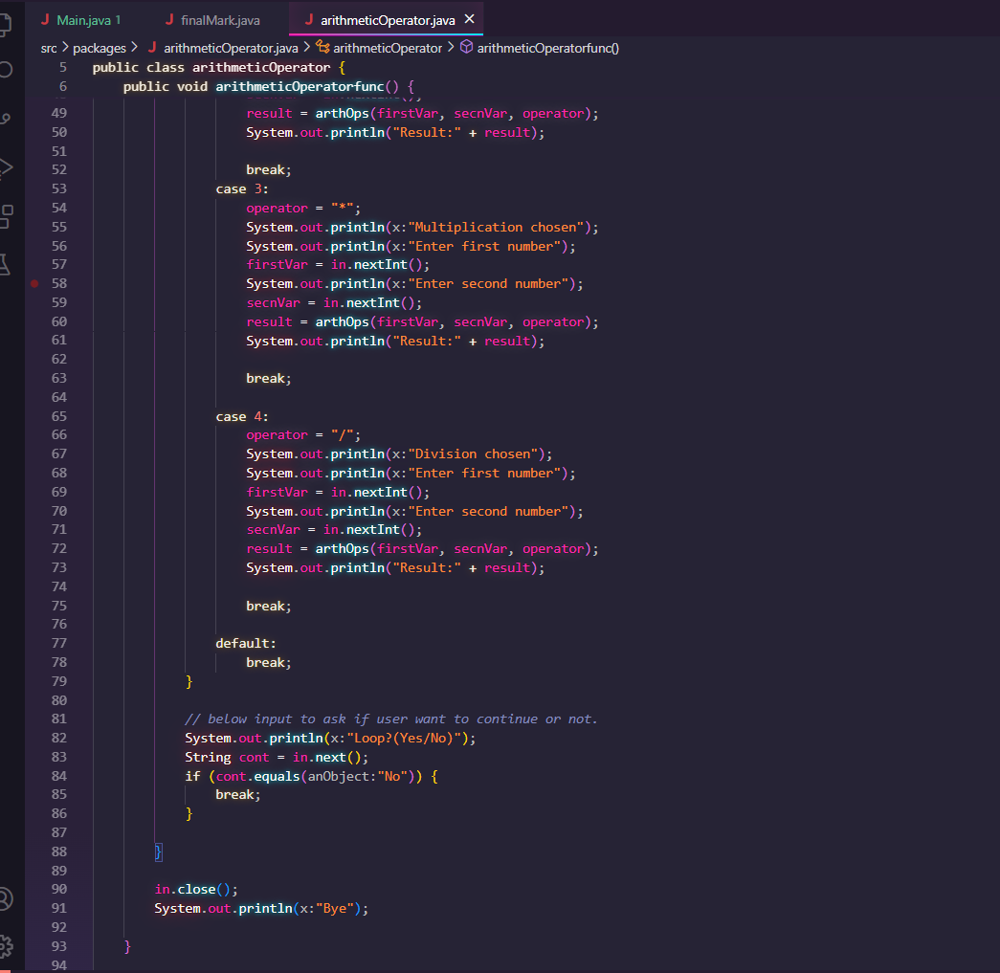 Main.java 1 finalMark.java arithmeticOperator.java ×
src > packages > arithmeticOperator.java > arithmeticOperator > arithmeticOperatorfunc()
5 public class arithmeticOperator {
6 public void arithmeticOperatorfunc() {
49 result = arthOps(firstVar, secnVar, operator);
50 System.out.println("Result:" + result);
51
52 break;
53 case 3:
54 operator = "*";
55 System.out.println(x:"Multiplication chosen");
56 System.out.println(x:"Enter first number");
57 firstVar = in.nextInt();
58 System.out.println(x:"Enter second number");
59 secnVar = in.nextInt();
60 result = arthOps(firstVar, secnVar, operator);
61 System.out.println("Result:" + result);
62
63 break;
64
65 case 4:
66 operator = "/";
67 System.out.println(x:"Division chosen");
68 System.out.println(x:"Enter first number");
69 firstVar = in.nextInt();
70 System.out.println(x:"Enter second number");
71 secnVar = in.nextInt();
72 result = arthOps(firstVar, secnVar, operator);
73 System.out.println("Result:" + result);
74
75 break;
76
77 default:
78 break;
79 }
80
81 // below input to ask if user want to continue or not.
82 System.out.println(x:"Loop?(Yes/No)");
83 String cont = in.next();
84 if (cont.equals(anObject:"No")) {
85 break;
86 }
87
88 }
89
90 in.close();
91 System.out.println(x:"Bye");
92
93 }
94